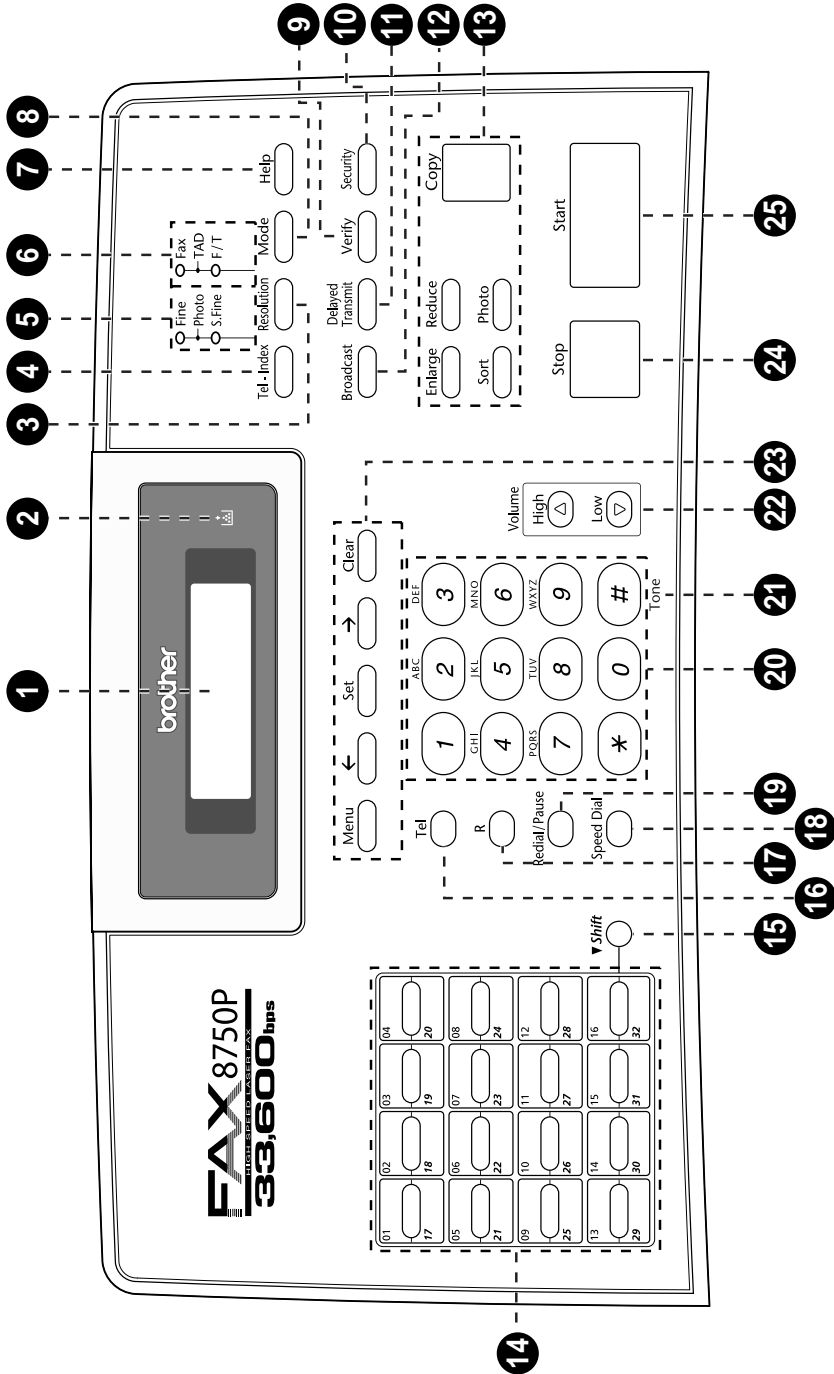 1
2
3
4
5
6
7
8
9
10
11
12
13
brother
Fine
Photo
S.Fine
Fax
TAD
F / T
Tel - Index
Resolution
Mode
Help
Broadcast
Delayed
Transmit
Verify
Security
Enlarge
Reduce
Copy
Sort
Photo
Stop
Start
Menu
←
Set
→
Clear
Tel
R
Redial / Pause
Speed Dial
ABC DEF
1 2 3
GHI JKL MNO
4 5 6
PQRS TUV WXYZ
7 8 9
* 0 #
Tone
Volume
High
Low
FAX 8750P
HIGH SPEED LASER FAX
33,600bps
01 02 03 04
17 18 19 20
05 06 07 08
21 22 23 24
09 10 11 12
25 26 27 28
13 14 15 16
29 30 31 32
▼Shift
14
15
16
17
18
19
20
21
22
23
24
25